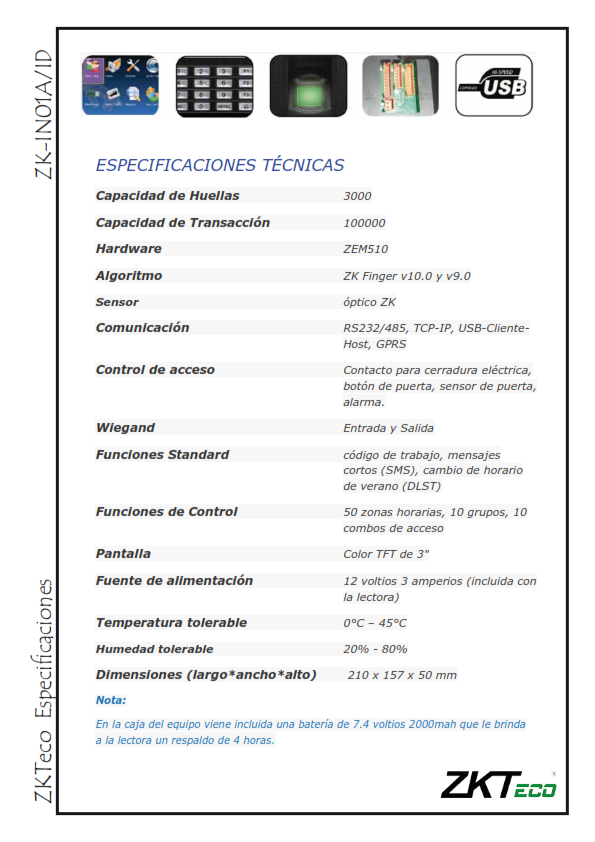 ZK-IN01A/ID
HI-SPEED
USB
ESPECIFICACIONES TÉCNICAS
Capacidad de Huellas 3000
Capacidad de Transacción 100000
Hardware ZEM510
Algoritmo ZK Finger v10.0 y v9.0
Sensor óptico ZK
Comunicación RS232/485, TCP-IP, USB-Cliente-
Host, GPRS
Control de acceso Contacto para cerradura eléctrica,
botón de puerta, sensor de puerta,
alarma.
Wiegand Entrada y Salida
Funciones Standard código de trabajo, mensajes
cortos (SMS), cambio de horario
de verano (DLST)
Funciones de Control 50 zonas horarias, 10 grupos, 10
combos de acceso
Pantalla Color TFT de 3"
Fuente de alimentación 12 voltios 3 amperios (incluida con
la lectora)
Temperatura tolerable 0°C – 45°C
Humedad tolerable 20% - 80%
Dimensiones (largo*ancho*alto) 210 x 157 x 50 mm
Nota:
En la caja del equipo viene incluida una batería de 7.4 voltios 2000mah que le brinda
a la lectora un respaldo de 4 horas.
ZKTeco Especificaciones
ZKTECO